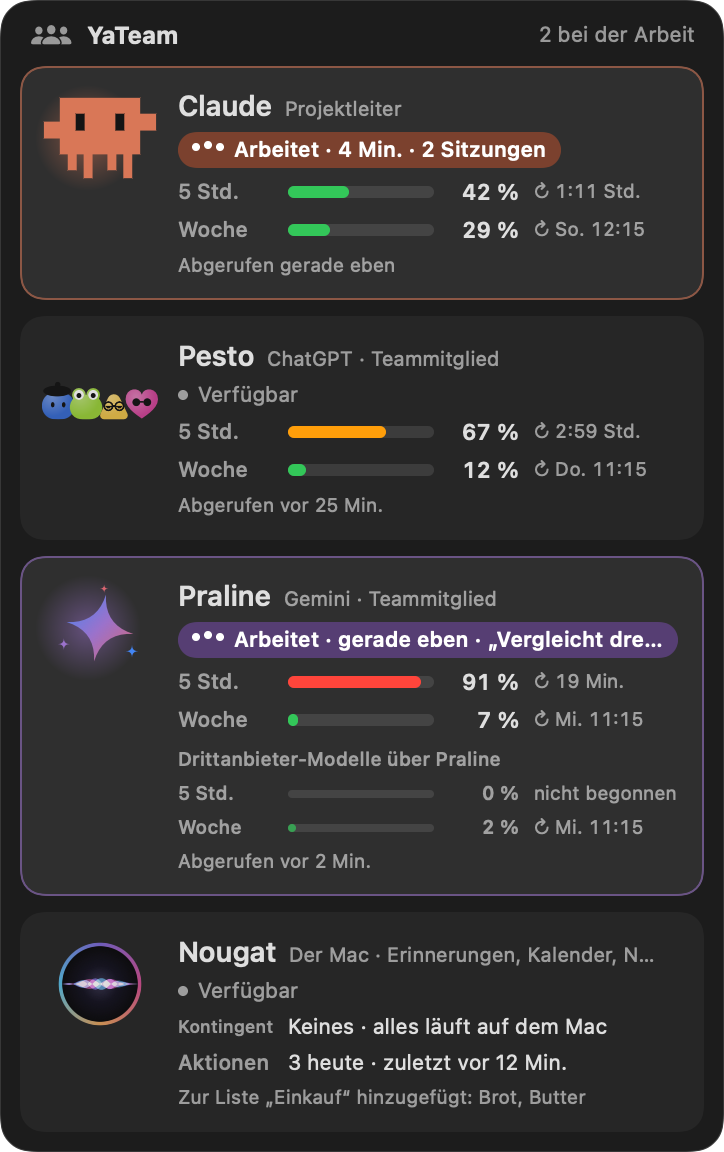 YaTeam 2 bei der Arbeit
Claude Projektleiter
Arbeitet · 4 Min. · 2 Sitzungen
5 Std. 42 % ↻ 1:11 Std.
Woche 29 % ↻ So. 12:15
Abgerufen gerade eben
Pesto ChatGPT · Teammitglied
Verfügbar
5 Std. 67 % ↻ 2:59 Std.
Woche 12 % ↻ Do. 11:15
Abgerufen vor 25 Min.
Praline Gemini · Teammitglied
Arbeitet · gerade eben · „Vergleicht dre…
5 Std. 91 % ↻ 19 Min.
Woche 7 % ↻ Mi. 11:15
Drittanbieter-Modelle über Praline
5 Std. 0 % nicht begonnen
Woche 2 % ↻ Mi. 11:15
Abgerufen vor 2 Min.
Nougat Der Mac · Erinnerungen, Kalender, N…
Verfügbar
Kontingent Keines · alles läuft auf dem Mac
Aktionen 3 heute · zuletzt vor 12 Min.
Zur Liste „Einkauf“ hinzugefügt: Brot, Butter